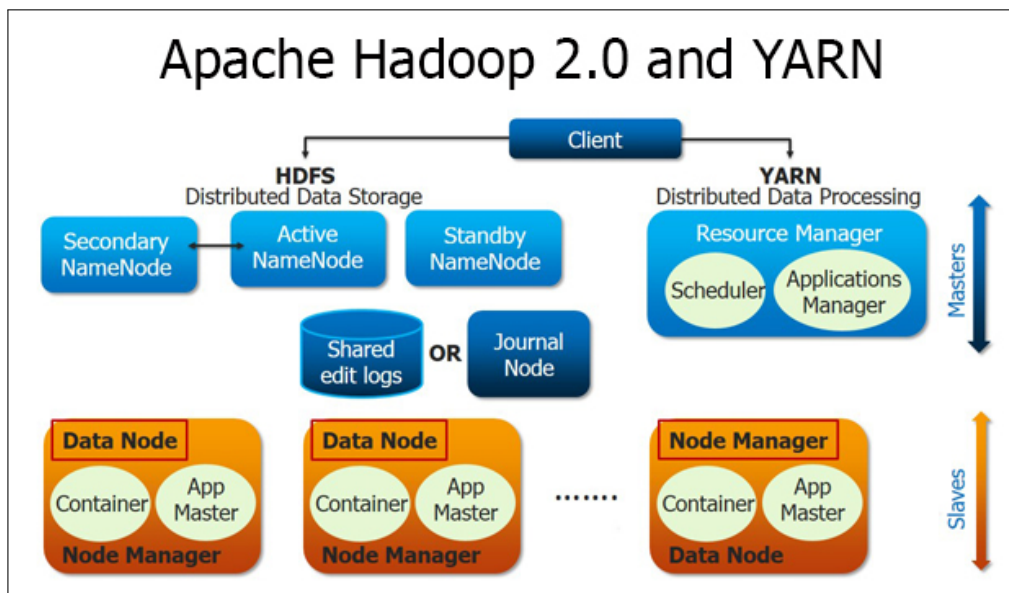 Apache Hadoop 2.0 and YARN
Client
HDFS
Distributed Data Storage
YARN
Distributed Data Processing
Secondary
NameNode
Active
NameNode
Standby
NameNode
Resource Manager
Scheduler
Applications
Manager
Masters
Shared
edit logs
OR
Journal
Node
Data Node
Container
App
Master
Node Manager
Data Node
Container
App
Master
Node Manager
.......
Node Manager
Container
App
Master
Data Node
Slaves